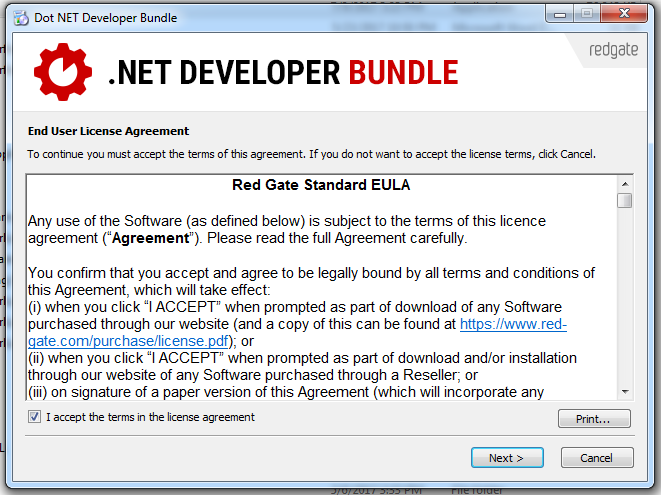 Dot NET Developer Bundle
redgate
.NET DEVELOPER BUNDLE
End User License Agreement
To continue you must accept the terms of this agreement. If you do not want to accept the license terms, click Cancel.
Red Gate Standard EULA
Any use of the Software (as defined below) is subject to the terms of this licence
agreement (“Agreement”). Please read the full Agreement carefully.
You confirm that you accept and agree to be legally bound by all terms and conditions of
this Agreement, which will take effect:
(i) when you click “I ACCEPT” when prompted as part of download of any Software
purchased through our website (and a copy of this can be found at https://www.red-
gate.com/purchase/license.pdf); or
(ii) when you click “I ACCEPT” when prompted as part of download and/or installation
through our website of any Software purchased through a Reseller; or
(iii) on signature of a paper version of this Agreement (which will incorporate any
I accept the terms in the license agreement
Print...
Next >
Cancel